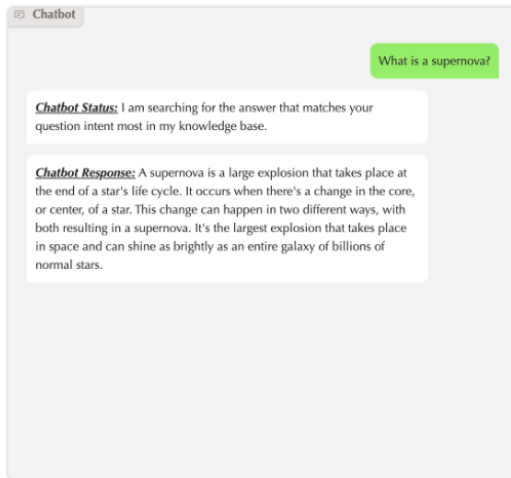 Chatbot
What is a supernova?
Chatbot Status: I am searching for the answer that matches your
question intent most in my knowledge base.
Chatbot Response: A supernova is a large explosion that takes place at
the end of a star's life cycle. It occurs when there's a change in the core,
or center, of a star. This change can happen in two different ways, with
both resulting in a supernova. It's the largest explosion that takes place
in space and can shine as brightly as an entire galaxy of billions of
normal stars.